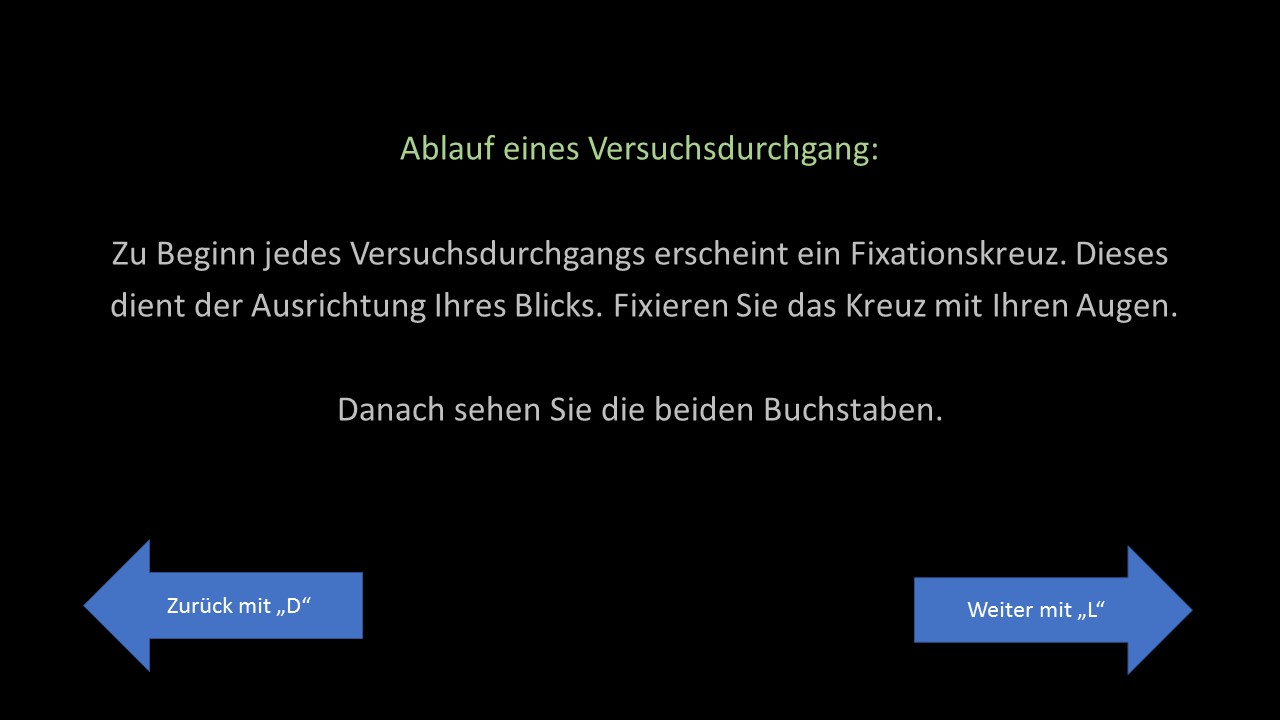 Ablauf eines Versuchsdurchgang:
Zu Beginn jedes Versuchsdurchgangs erscheint ein Fixationskreuz. Dieses
dient der Ausrichtung Ihres Blicks. Fixieren Sie das Kreuz mit Ihren Augen.
Danach sehen Sie die beiden Buchstaben.
Zurück mit „D“
Weiter mit „L“